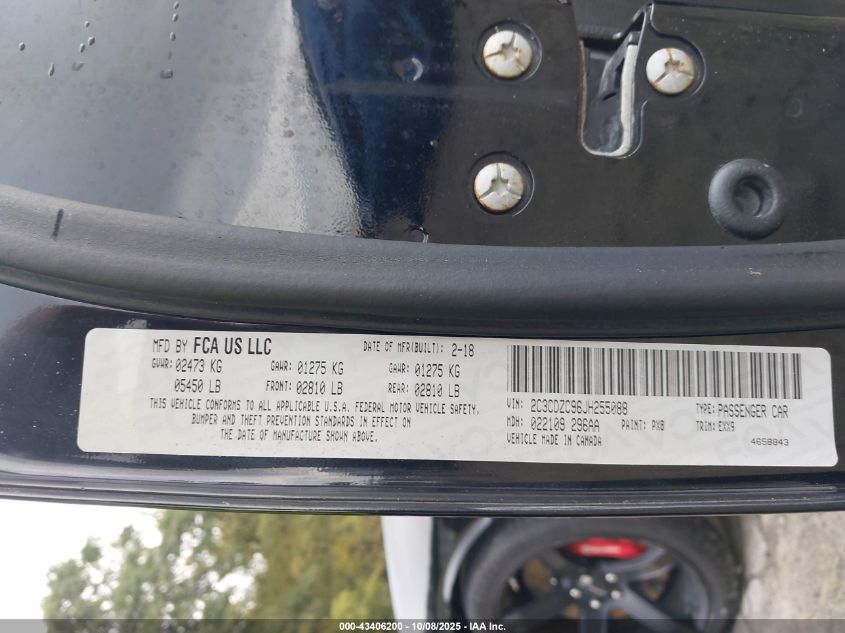 MFD BY FCA US LLC DATE OF MFR(BUILT): 2-18
GVWR: 02473 KG GAWR: 01275 KG GAWR: 01275 KG
05450 LB FRONT: 02810 LB REAR: 02810 LB
THIS VEHICLE CONFORMS TO ALL APPLICABLE U.S.A. FEDERAL MOTOR VEHICLE SAFETY,
BUMPER AND THEFT PREVENTION STANDARDS IN EFFECT ON
THE DATE OF MANUFACTURE SHOWN ABOVE.
VIN: 2C3CDZC96JH255088 TYPE: PASSENGER CAR
MDH: 022109 296AA PAINT: PX8 TRIM: EXX9
VEHICLE MADE IN CANADA 4658843
000-43406200 - 10/08/2025 - IAA Inc.